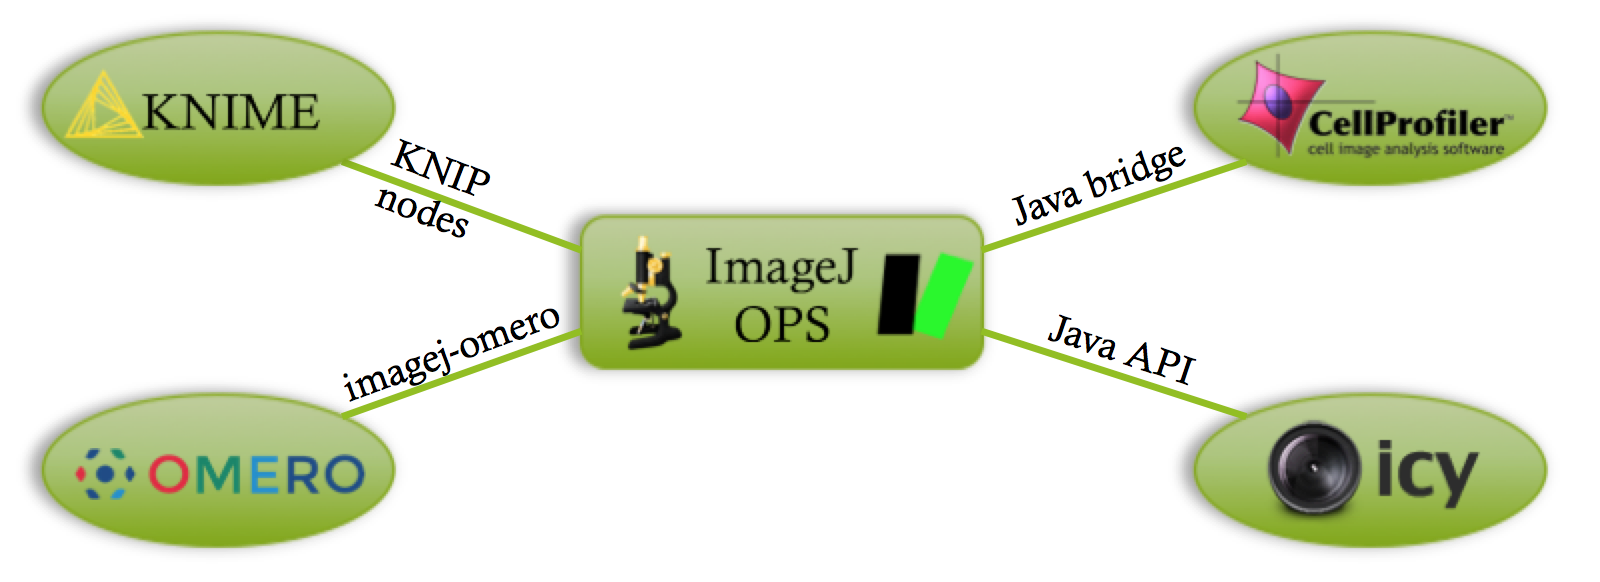 KNIME
KNIP
nodes
CellProfiler™
cell image analysis software
Java bridge
ImageJ
OPS
imagej-omero
Java API
OMERO
icy